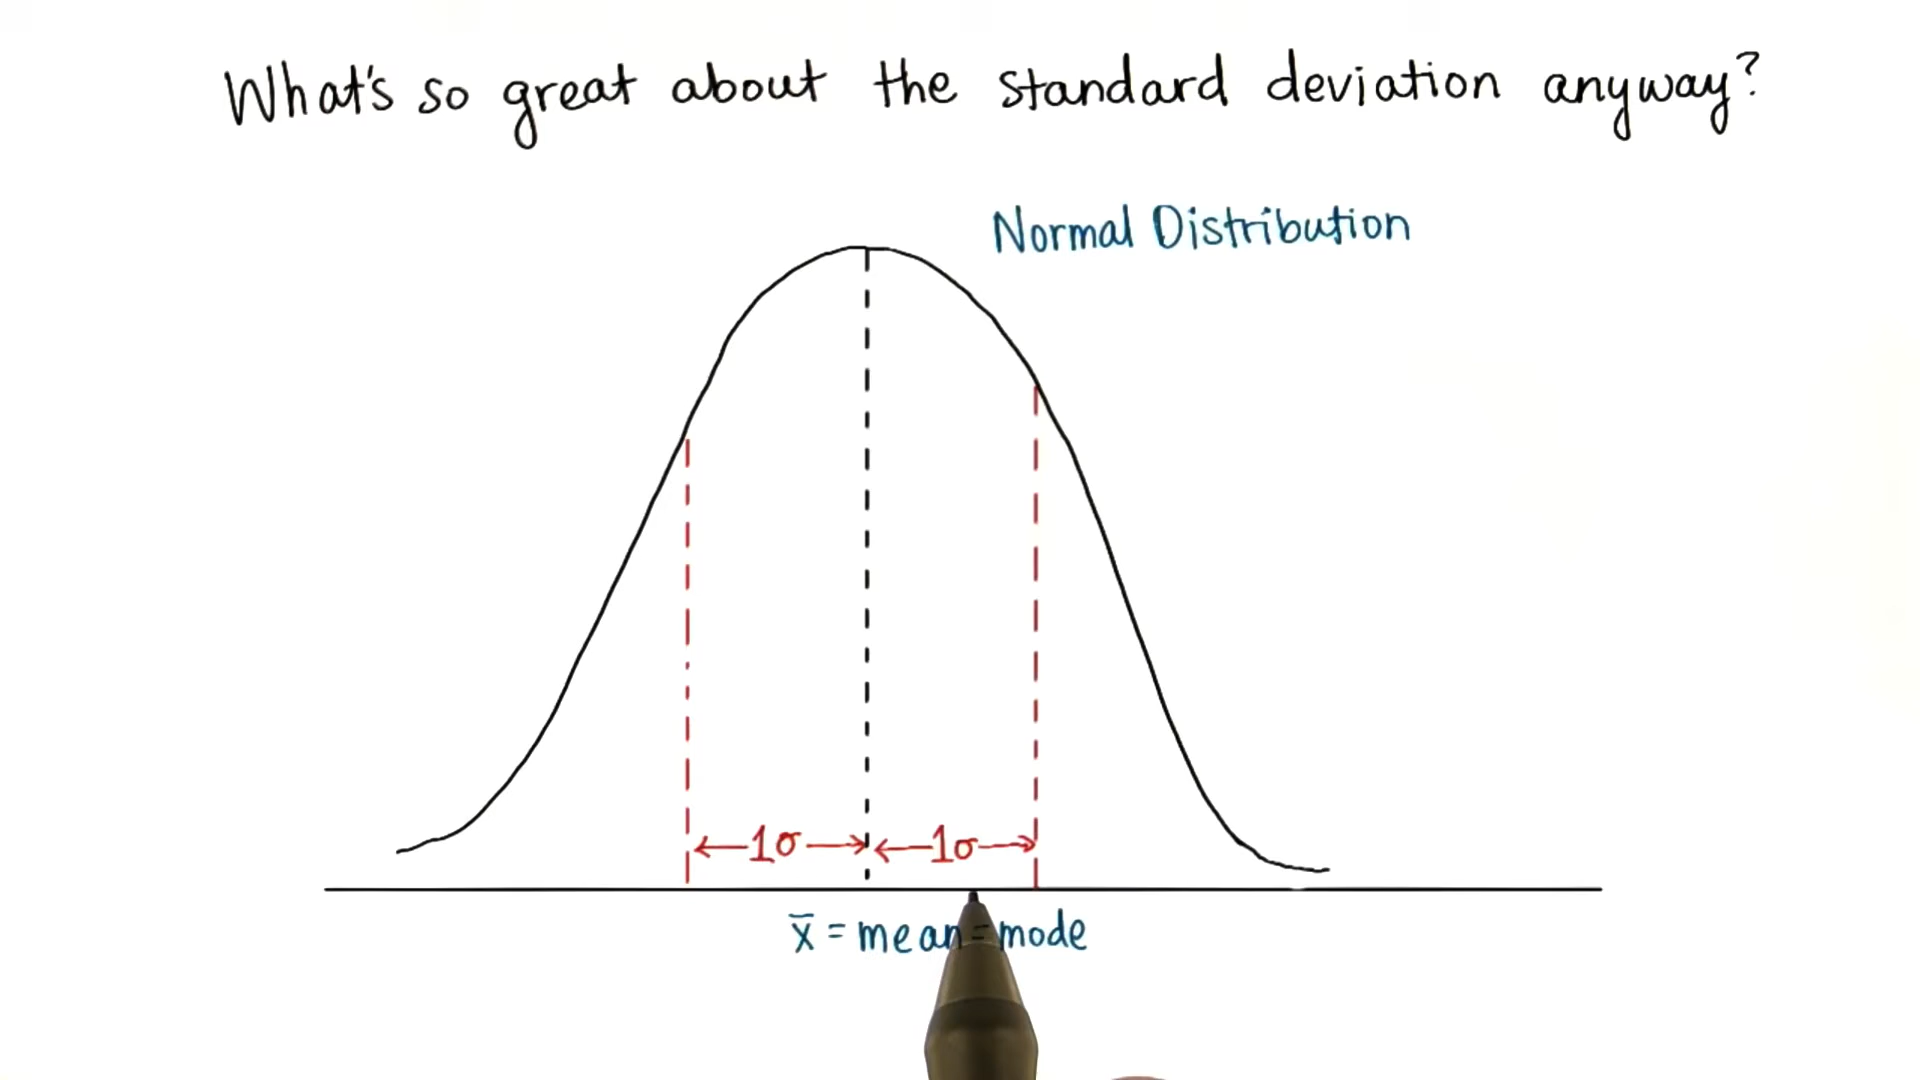 What's so great about the standard deviation anyway?
Normal Distribution
1σ 1σ
x̄ = mean = mode